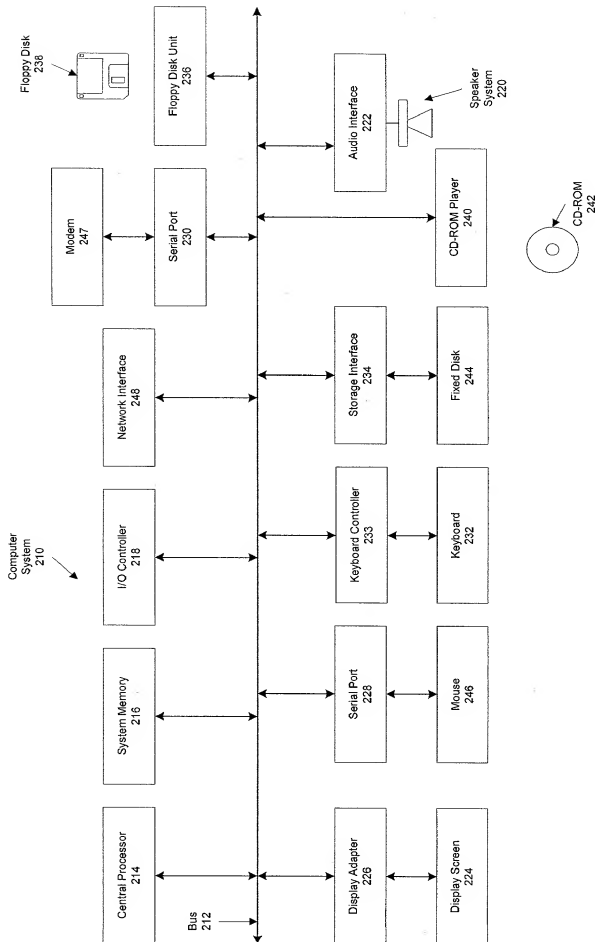 Computer
System
210
Floppy Disk
238
Central Processor
214
System Memory
216
I/O Controller
218
Network Interface
248
Modem
247
Serial Port
230
Floppy Disk Unit
236
Bus
212
Display Adapter
226
Serial Port
228
Keyboard Controller
233
Storage Interface
234
Audio Interface
222
Speaker
System
220
Display Screen
224
Mouse
246
Keyboard
232
Fixed Disk
244
CD-ROM Player
240
CD-ROM
242